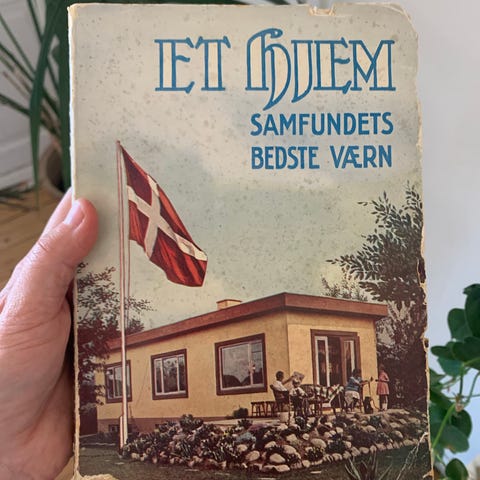 ET HJEM
SAMFUNDETS
BEDSTE VÆRN